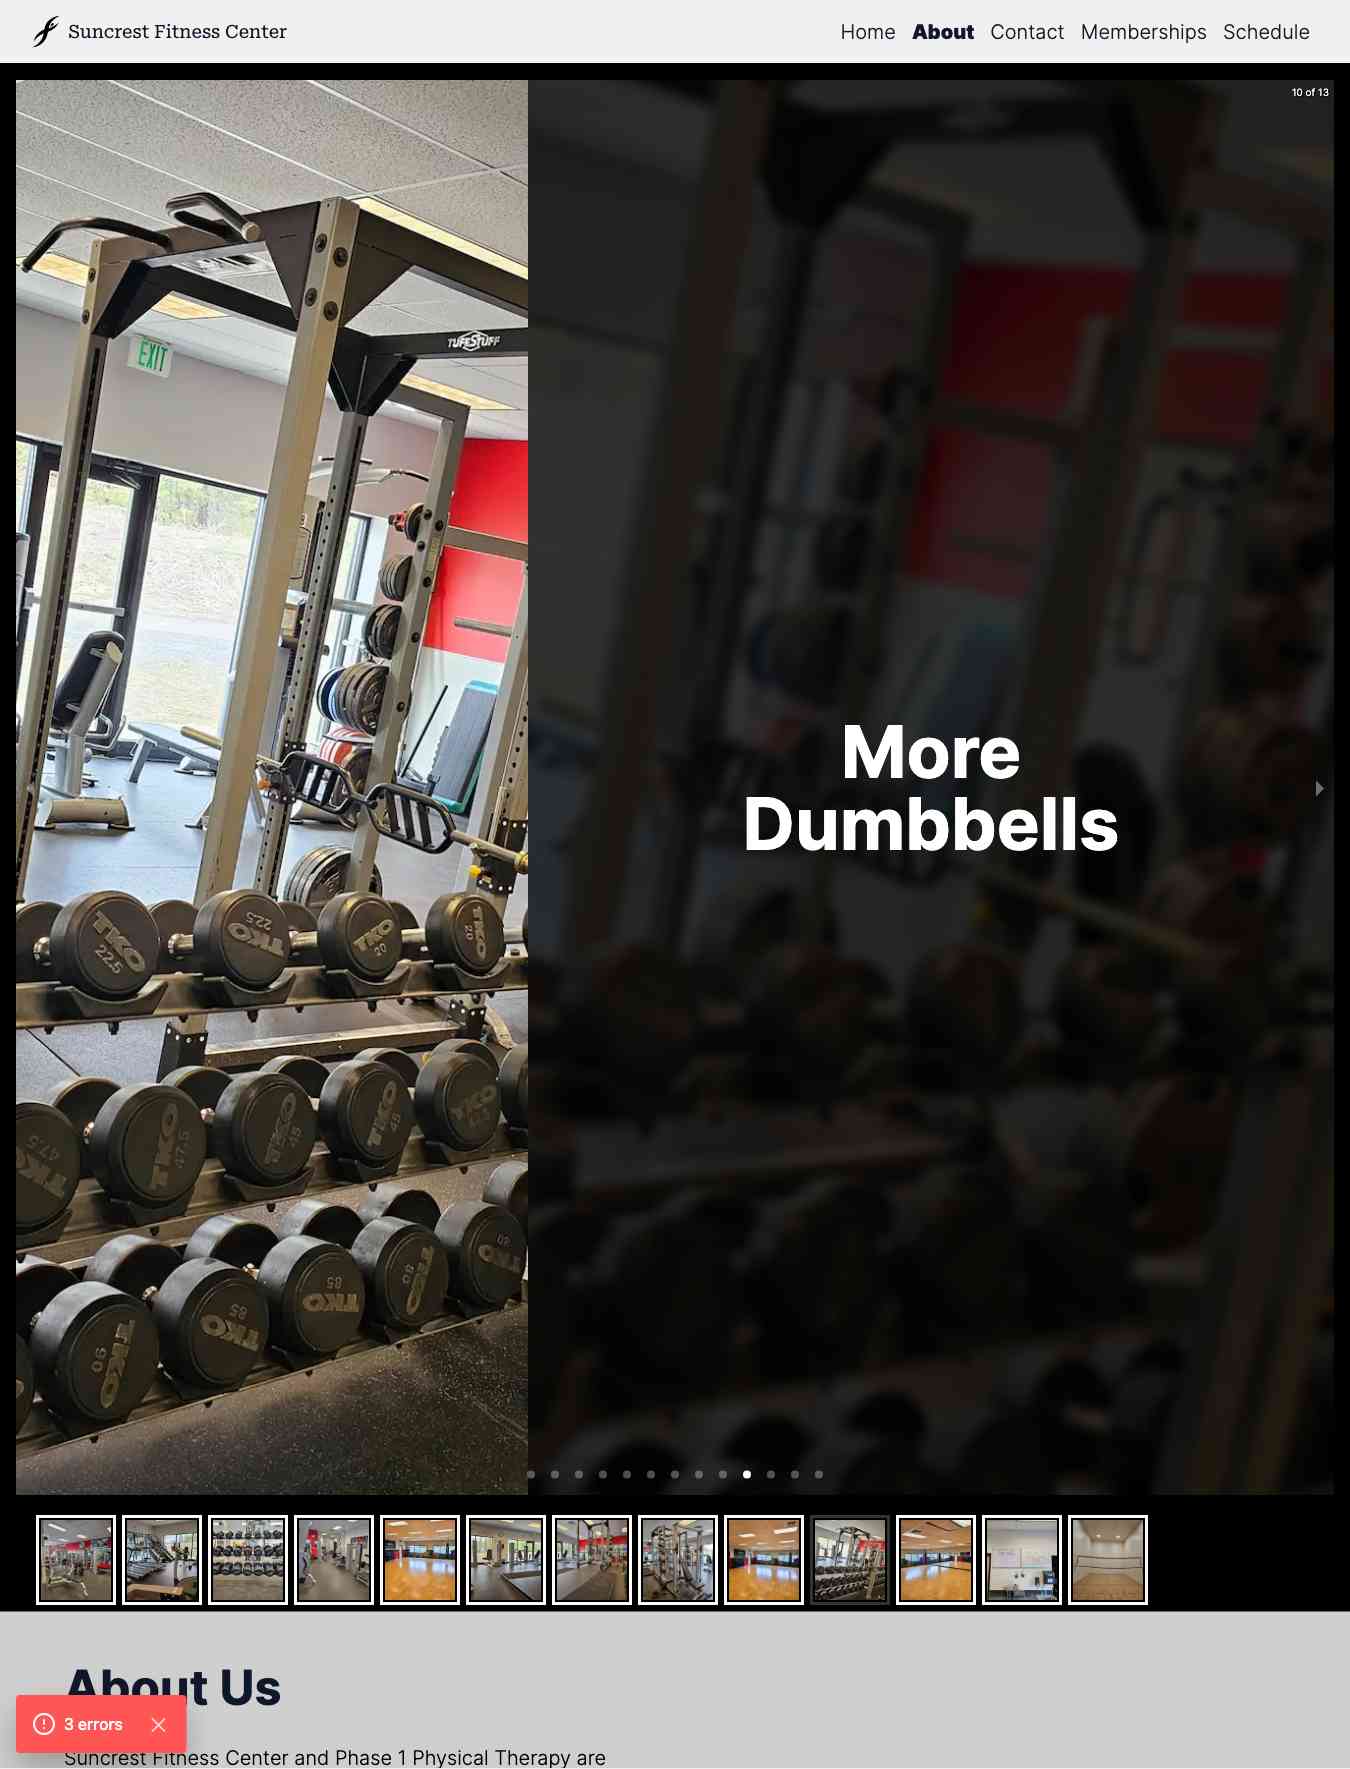 Suncrest Fitness Center
Home About Contact Memberships Schedule
10 of 13
EXIT
TUFFSTUFF
More
Dumbbells
TKO
22.5
TKO
22.5
TKO
20
TKO
20
47.5
TKO
TKO
47.5
TKO
45
TKO
45
TKO
TKO
90
TKO
85
TKO
85
TKO
80
About Us
3 errors
Suncrest Fitness Center and Phase 1 Physical Therapy are